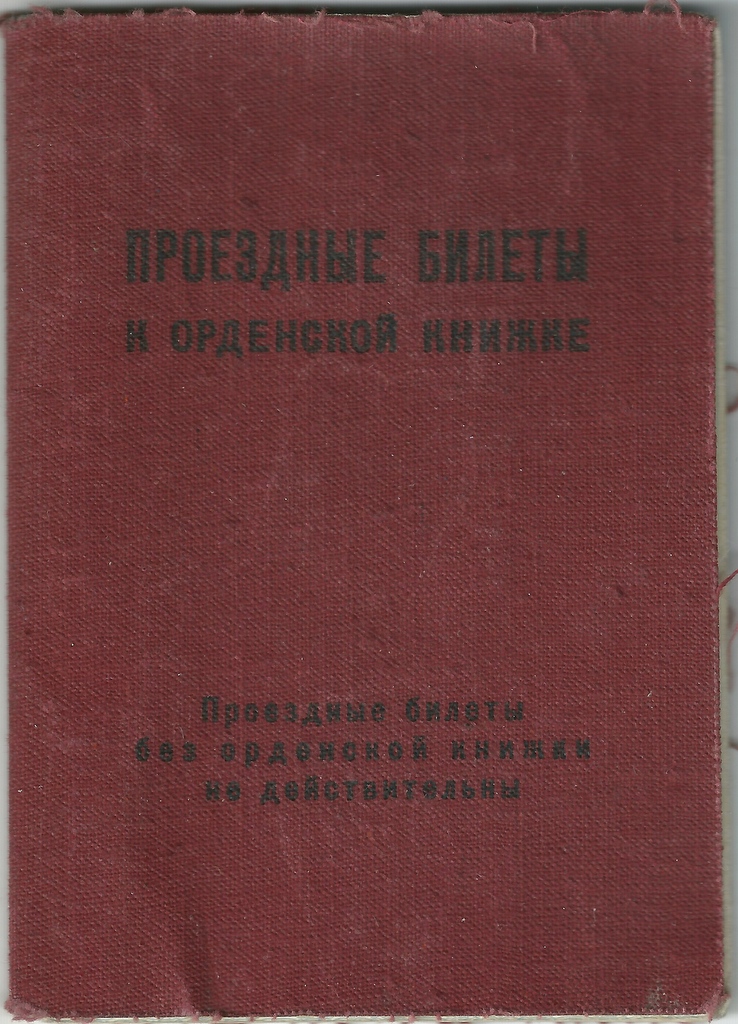 ПРОЕЗДНЫЕ БИЛЕТЫ
К ОРДЕНСКОЙ КНИЖКЕ
Проездные билеты
без орденской книжки
не действительны